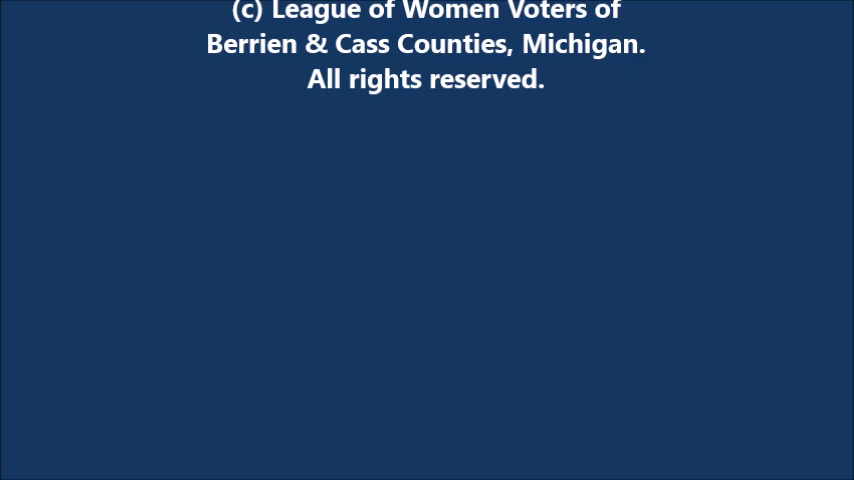 (c) League of Women Voters of
Berrien & Cass Counties, Michigan.
All rights reserved.